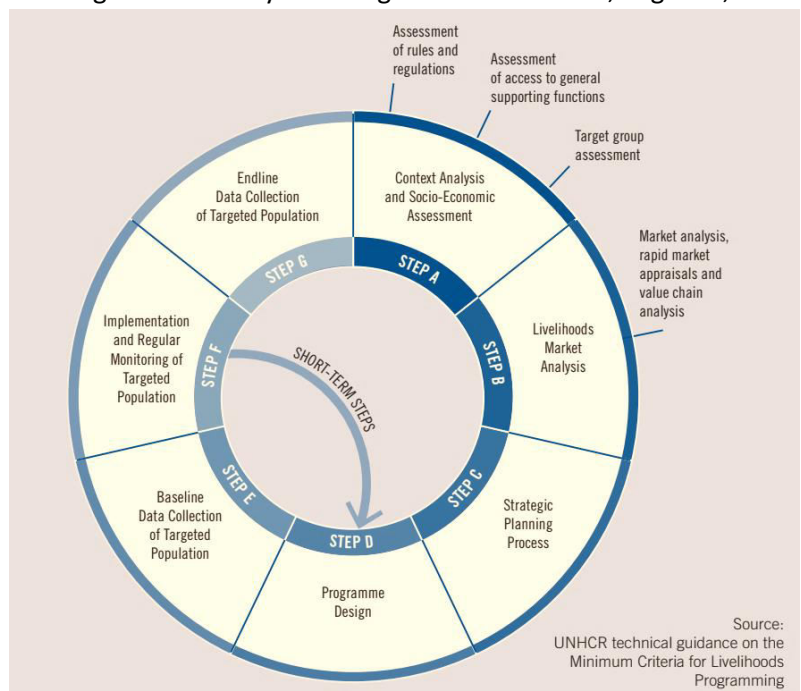 Assessment
of rules and
regulations
Assessment
of access to general
supporting functions
Target group
assessment
Market analysis,
rapid market
appraisals and
value chain
analysis
Context Analysis
and Socio-Economic
Assessment
STEP A
Livelihoods
Market
Analysis
STEP B
Strategic
Planning
Process
STEP C
Programme
Design
STEP D
Baseline
Data Collection
of Targeted
Population
STEP E
Implementation
and Regular
Monitoring of
Targeted
Population
STEP F
Endline
Data Collection
of Targeted Population
STEP G
SHORT-TERM STEPS
Source:
UNHCR technical guidance on the
Minimum Criteria for Livelihoods
Programming